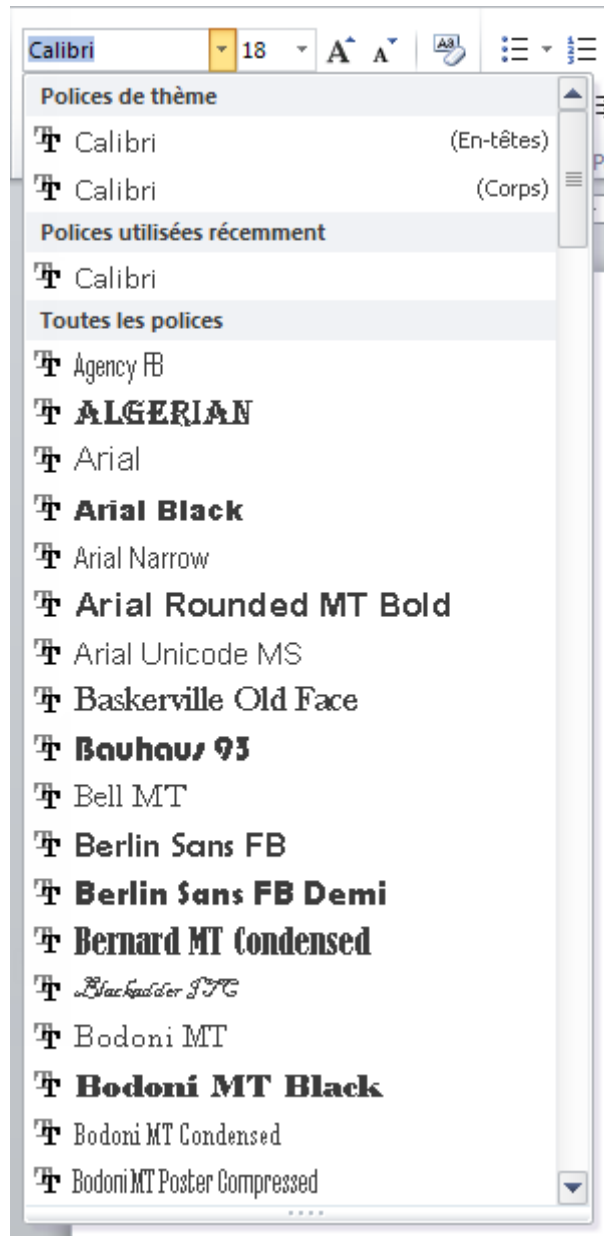 Calibri 18
Polices de thème
Calibri (En-têtes)
Calibri (Corps)
Polices utilisées récemment
Calibri
Toutes les polices
Agency FB
ALGERIAN
Arial
Arial Black
Arial Narrow
Arial Rounded MT Bold
Arial Unicode MS
Baskerville Old Face
Bauhaus 93
Bell MT
Berlin Sans FB
Berlin Sans FB Demi
Bernard MT Condensed
Blackadder ITC
Bodoni MT
Bodoni MT Black
Bodoni MT Condensed
Bodoni MT Poster Compressed